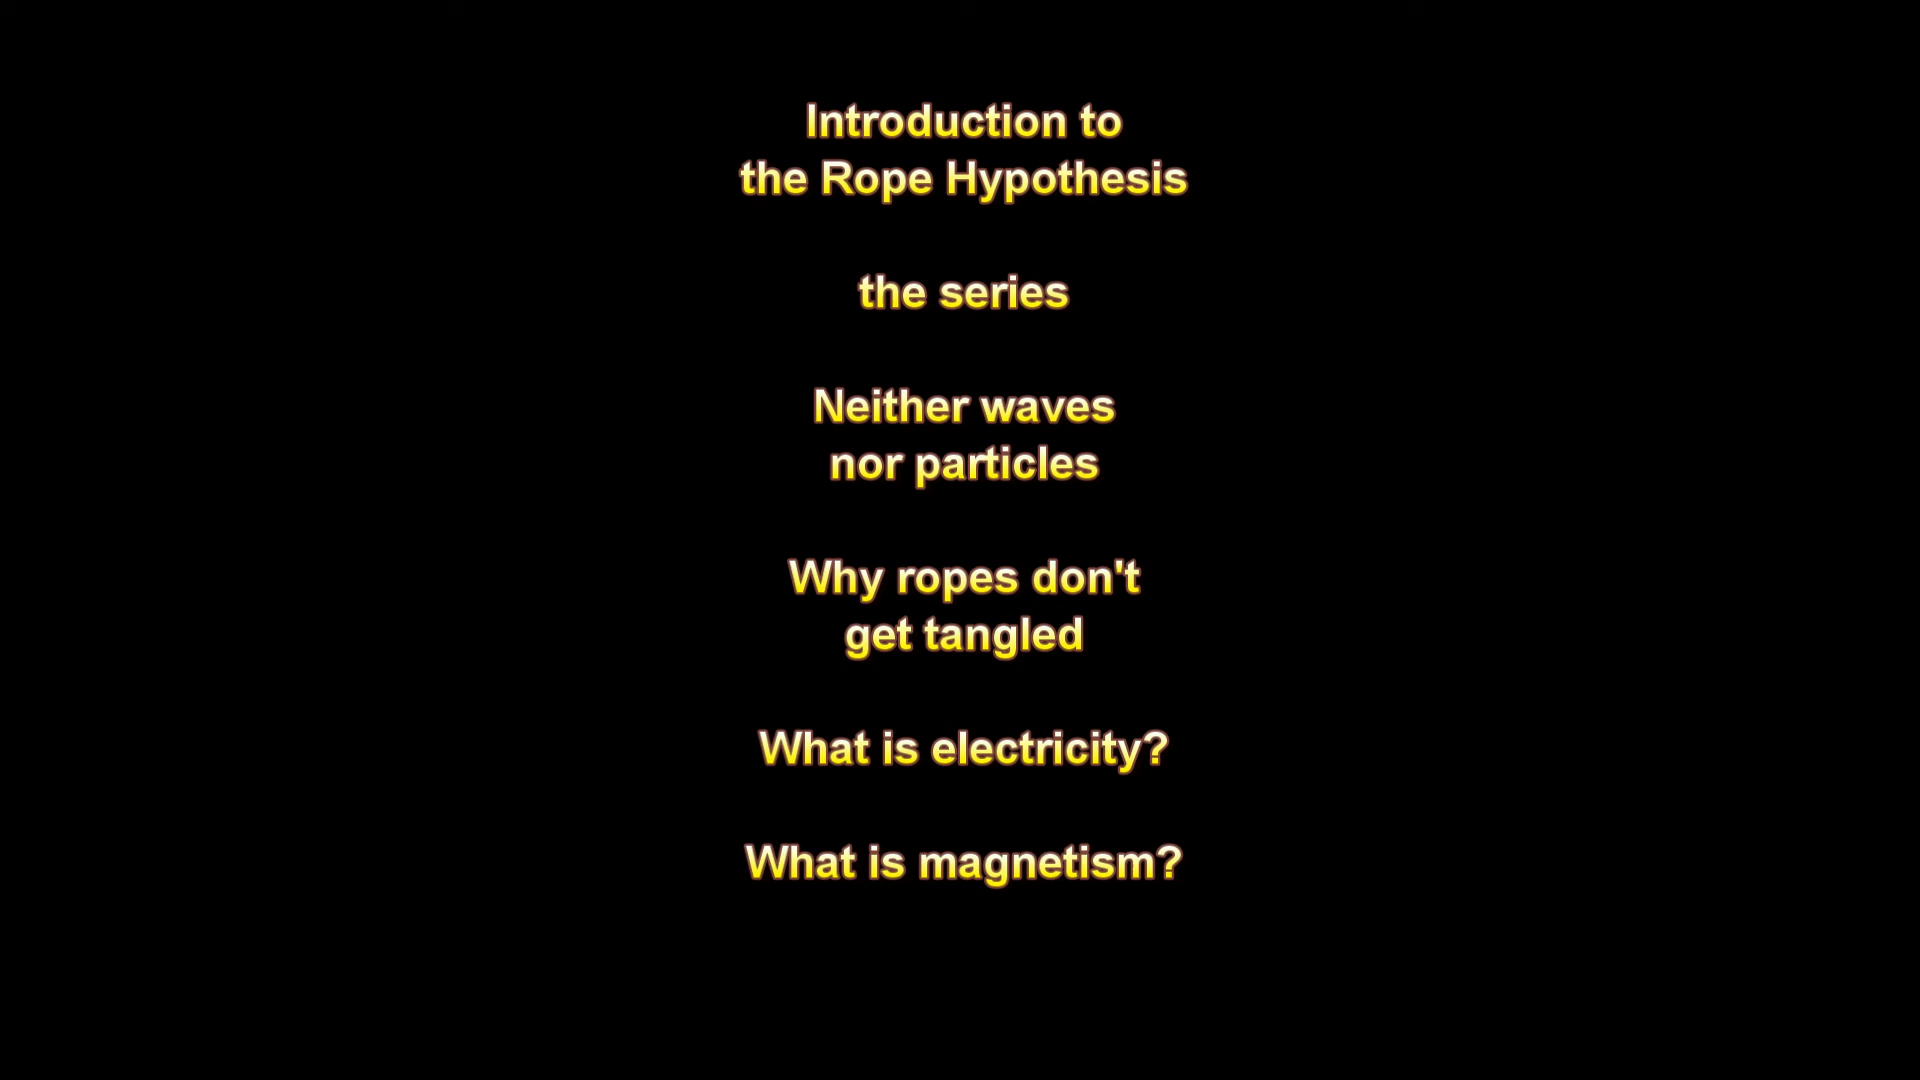 Introduction to
the Rope Hypothesis
the series
Neither waves
nor particles
Why ropes don't
get tangled
What is electricity?
What is magnetism?